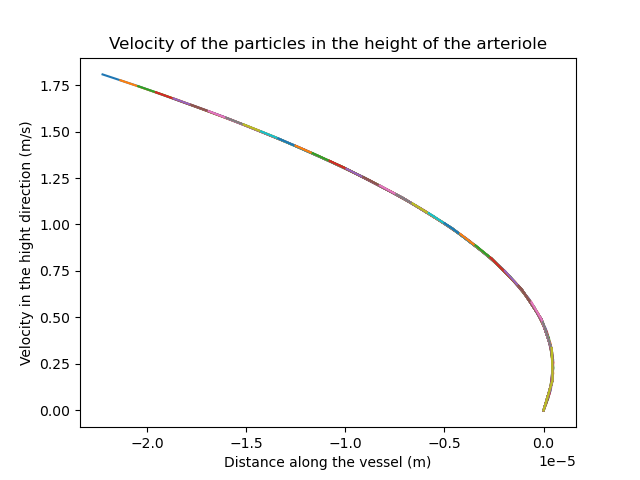 Velocity of the particles in the height of the arteriole
Velocity in the hight direction (m/s)
1.75
1.50
1.25
1.00
0.75
0.50
0.25
0.00
−2.0 −1.5 −1.0 −0.5 0.0
1e−5
Distance along the vessel (m)